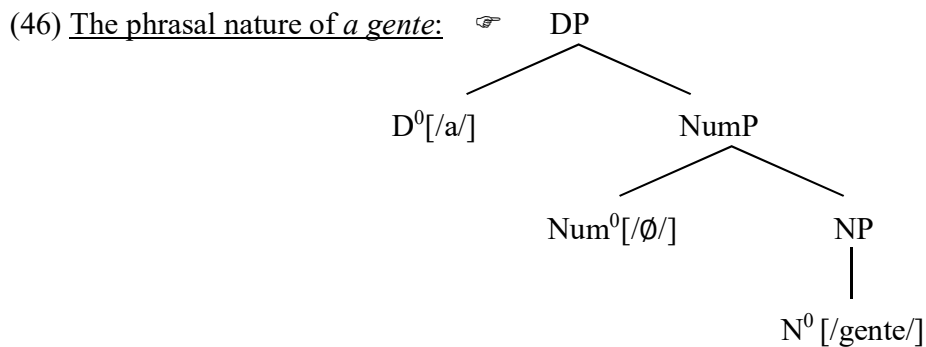 (46) The phrasal nature of a gente: ☞ DP
D⁰[/a/] NumP
Num⁰[/Ø/] NP
N⁰ [/gente/]